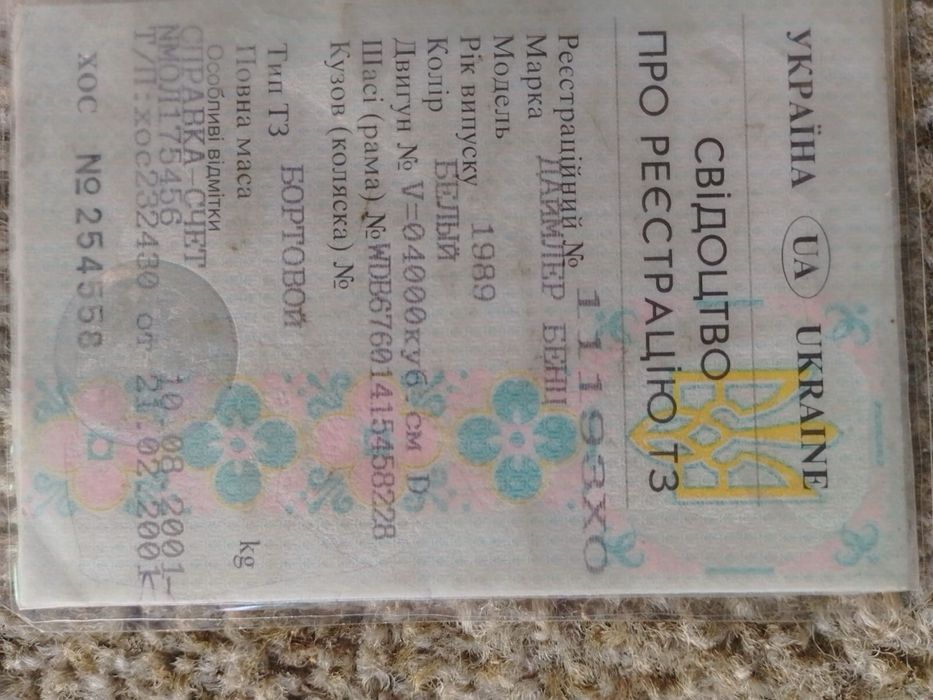 УКРАЇНА UA UKRAINE
СВІДОЦТВО
ПРО РЕЄСТРАЦІЮ ТЗ
Реєстраційний № 11193ХО
Марка ДАЙМЛЕР БЕНЦ
Модель
Рік випуску 1989
Колір БЕЛЫЙ
Двигун № V=04000куб см D
Шасі (рама) № WDB67601415458228
Кузов (коляска) №
Тип ТЗ БОРТОВОЙ
Повна маса kg
Особливі відмітки
СПРАВКА-СЧЕТ
10.08.2001
Т/П:хос232430 от 21.02.2001
ХОС № 254558